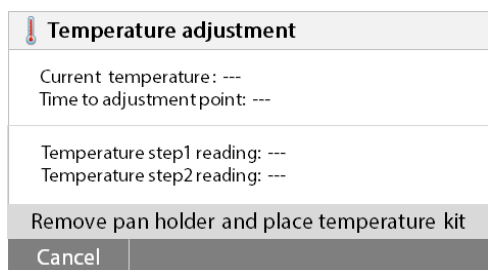 Temperature adjustment
Current temperature: ---
Time to adjustment point: ---
Temperature step1 reading: ---
Temperature step2 reading: ---
Remove pan holder and place temperature kit
Cancel